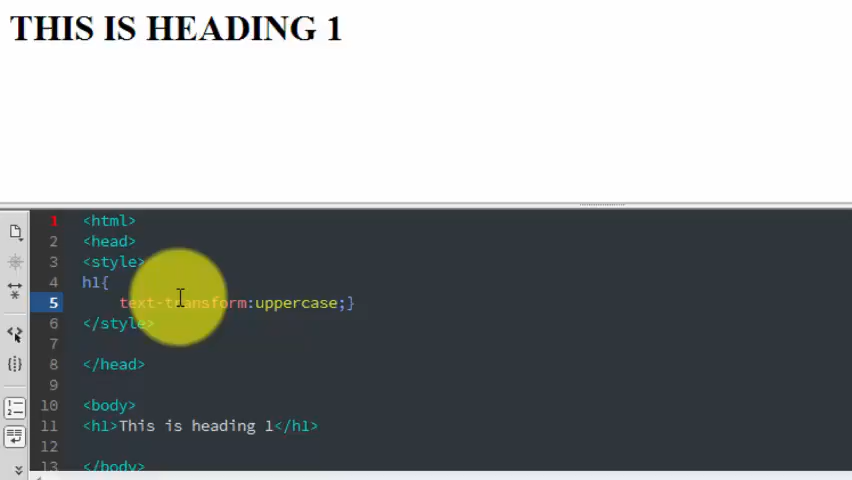 THIS IS HEADING 1
1 <html>
2 <head>
3 <style>
4 h1{
5 text-transform:uppercase;}
6 </style>
7
8 </head>
9
10 <body>
11 <h1>This is heading 1</h1>
12
13 </body>